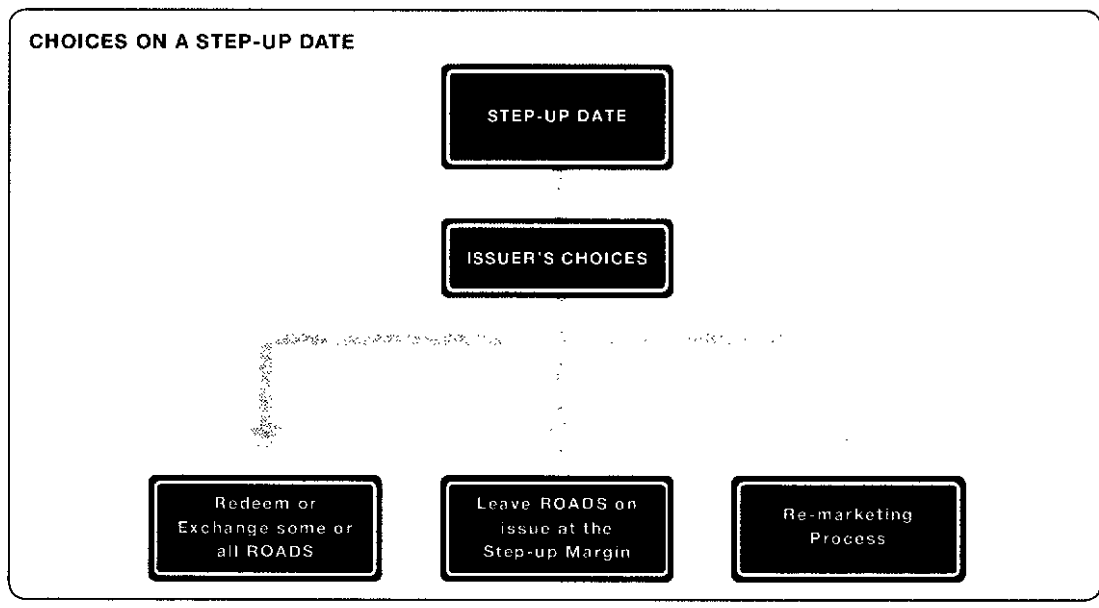 CHOICES ON A STEP-UP DATE
STEP-UP DATE
ISSUER'S CHOICES
Redeem or
Exchange some or
all ROADS
Leave ROADS on
issue at the
Step-up Margin
Re-marketing
Process